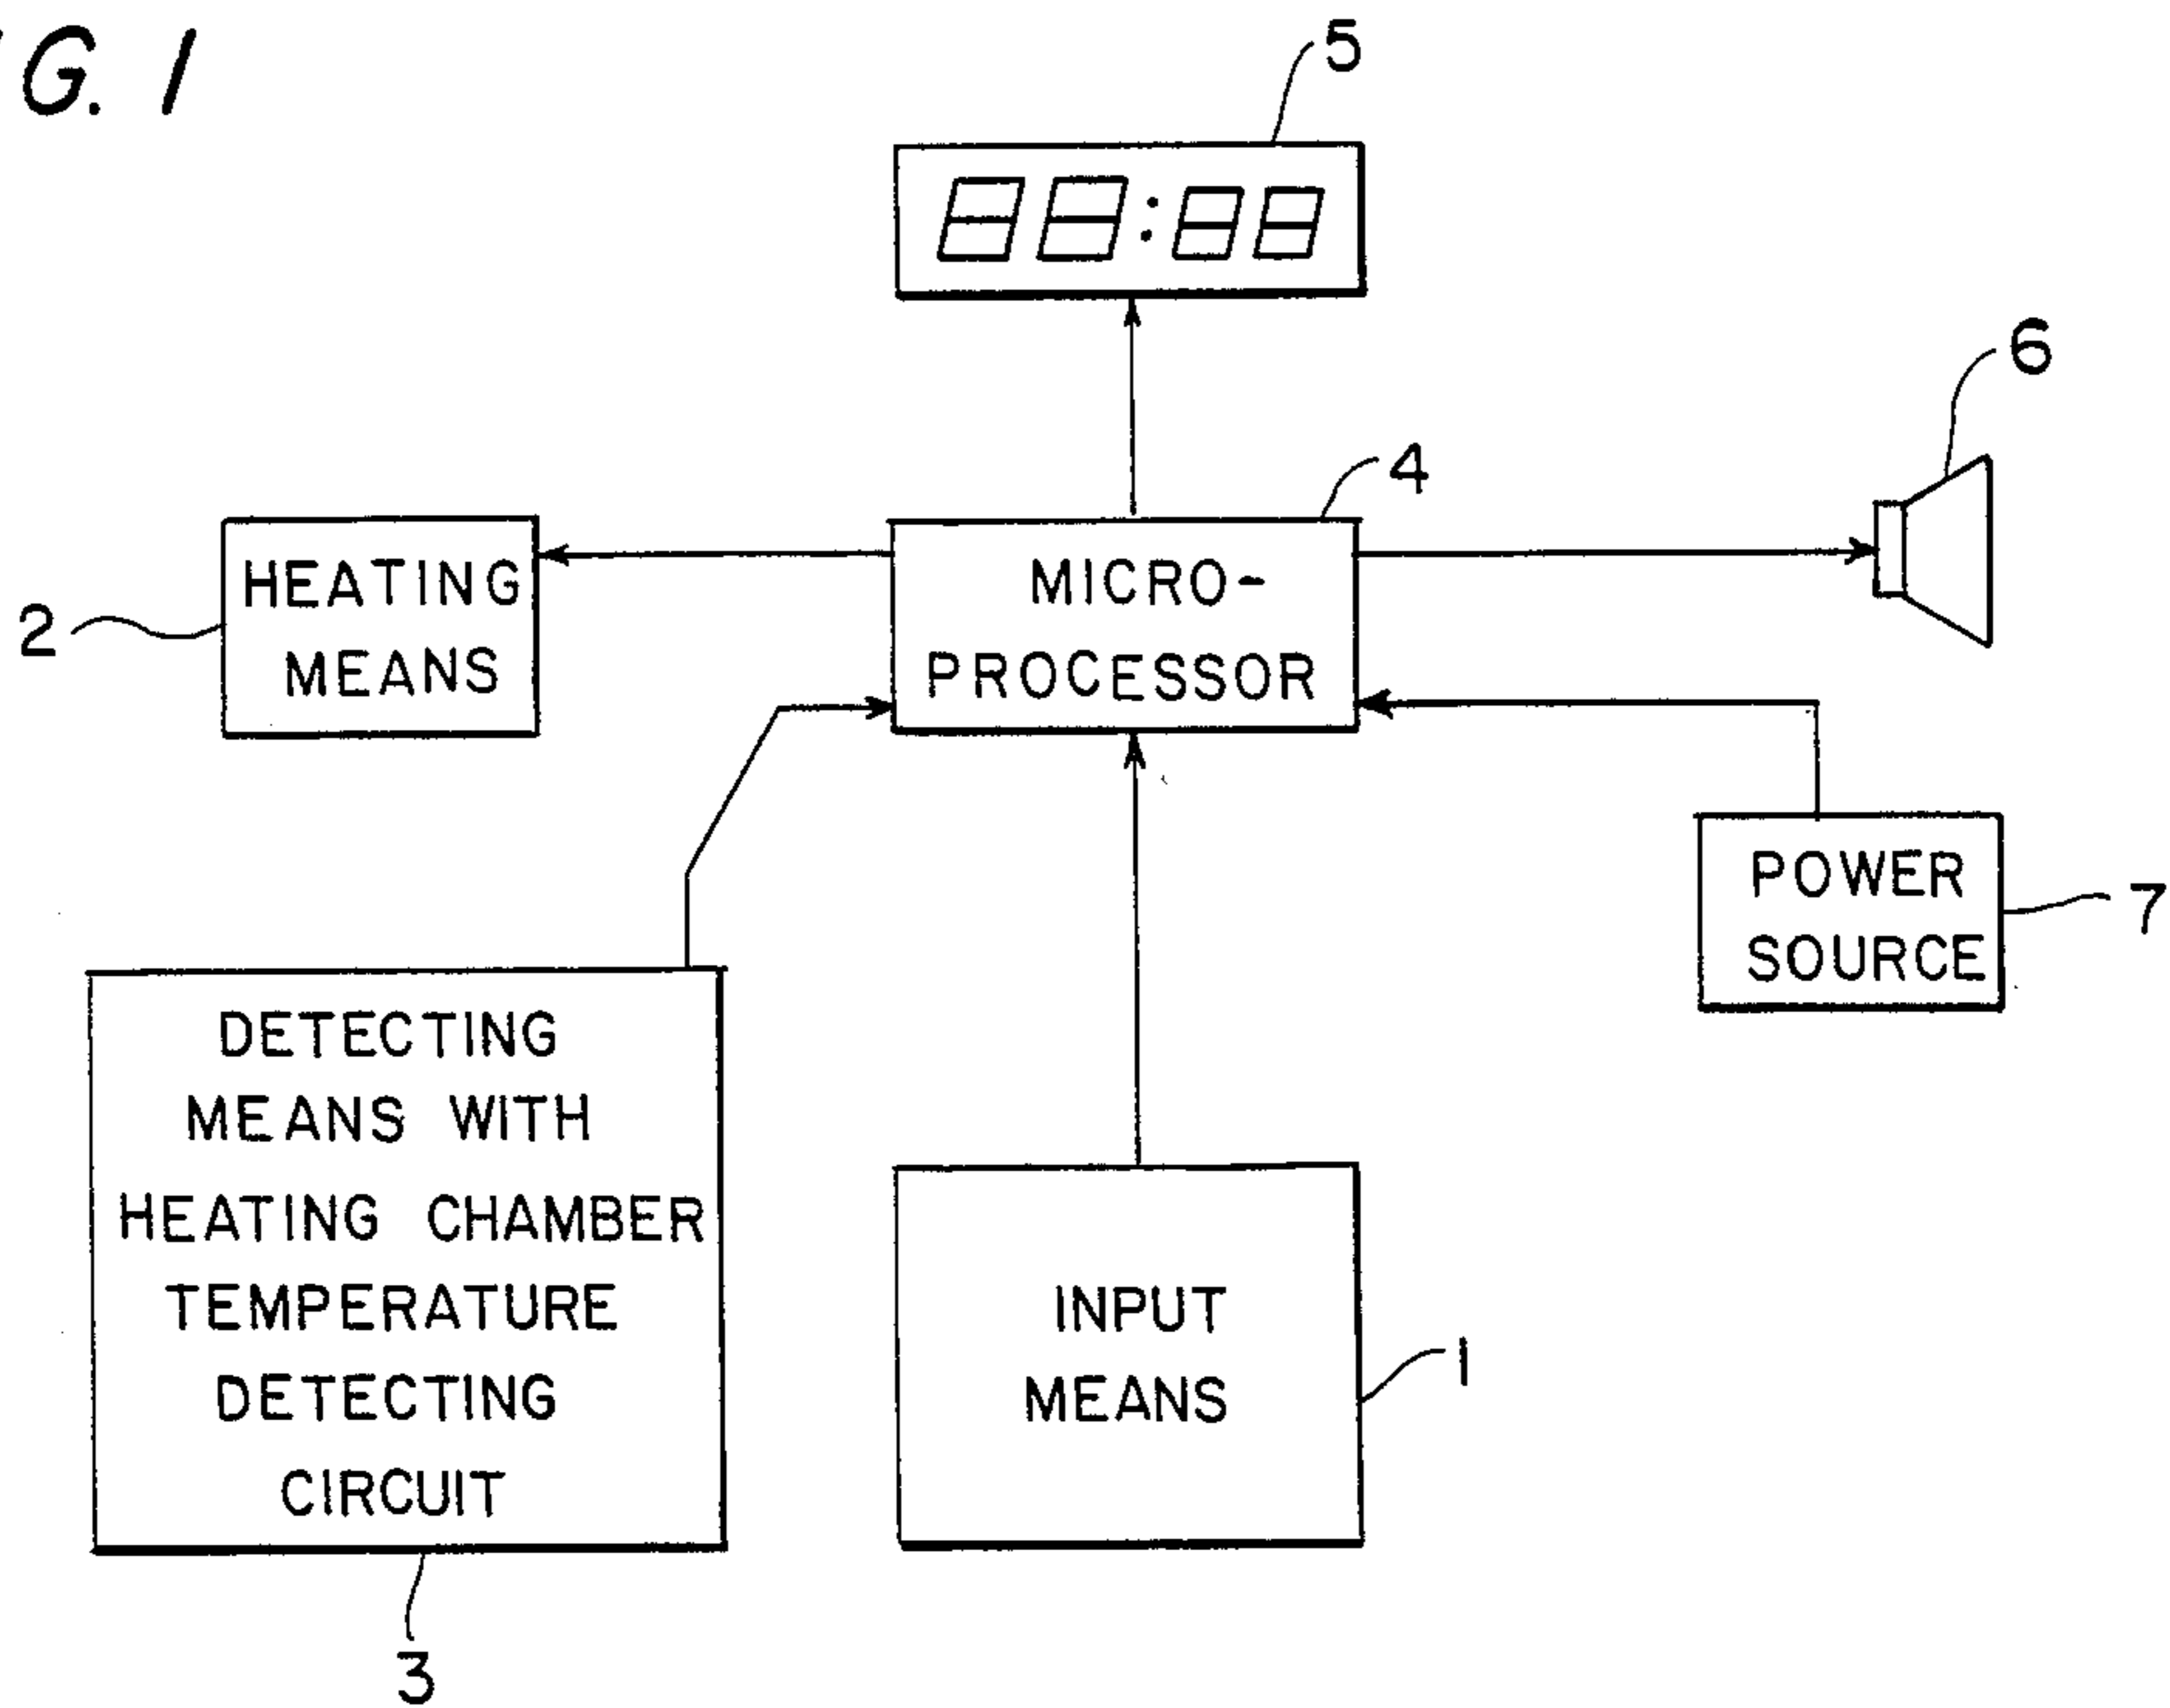 G. 1
5
88:88
6
4
HEATING
MEANS
2
MICRO-
PROCESSOR
POWER
SOURCE
7
DETECTING
MEANS WITH
HEATING CHAMBER
TEMPERATURE
DETECTING
CIRCUIT
3
INPUT
MEANS
1